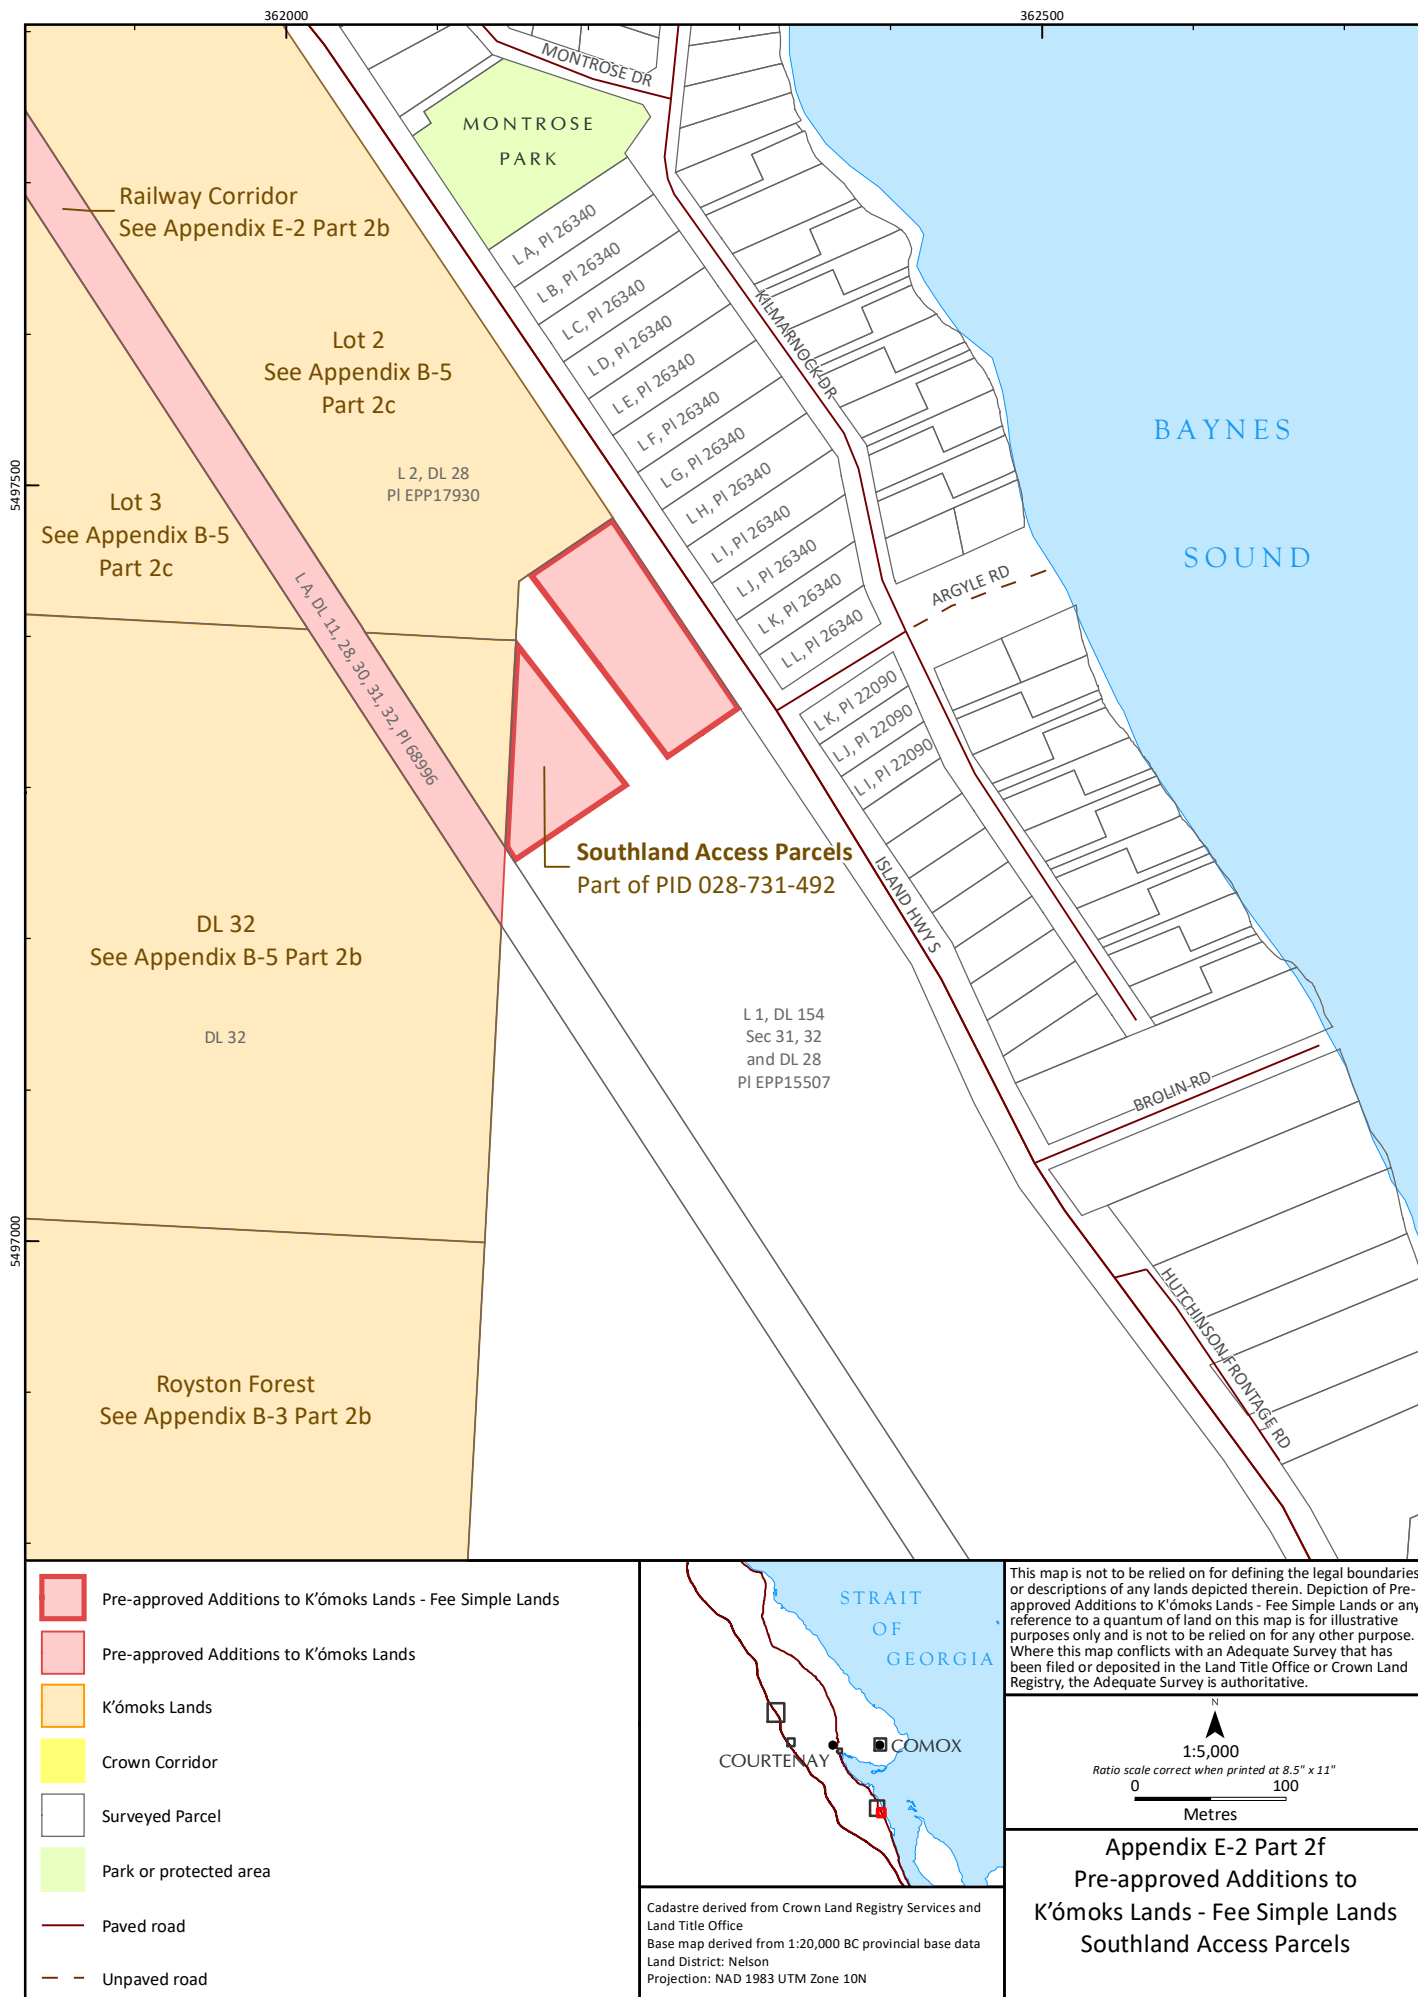 362000
362500
5497500
5497000
MONTROSE DR
MONTROSE
PARK
Railway Corridor
See Appendix E-2 Part 2b
Lot 2
See Appendix B-5
Part 2c
L 2, DL 28
Pl EPP17930
Lot 3
See Appendix B-5
Part 2c
L A, DL 11, 28, 30, 31, 32, Pl 68996
L A, Pl 26340
L B, Pl 26340
L C, Pl 26340
L D, Pl 26340
L E, Pl 26340
L F, Pl 26340
L G, Pl 26340
L H, Pl 26340
L I, Pl 26340
L J, Pl 26340
L K, Pl 26340
L L, Pl 26340
KILMARNOCK DR
BAYNES
SOUND
ARGYLE RD
L K, Pl 22090
L J, Pl 22090
L I, Pl 22090
Southland Access Parcels
Part of PID 028-731-492
ISLAND HWY S
DL 32
See Appendix B-5 Part 2b
DL 32
L 1, DL 154
Sec 31, 32
and DL 28
Pl EPP15507
BROLIN RD
HUTCHINSON FRONTAGE RD
Royston Forest
See Appendix B-3 Part 2b
Pre-approved Additions to K’ómoks Lands - Fee Simple Lands
Pre-approved Additions to K’ómoks Lands
K’ómoks Lands
Crown Corridor
Surveyed Parcel
Park or protected area
Paved road
Unpaved road
STRAIT
OF
GEORGIA
COURTENAY
COMOX
Cadastre derived from Crown Land Registry Services and
Land Title Office
Base map derived from 1:20,000 BC provincial base data
Land District: Nelson
Projection: NAD 1983 UTM Zone 10N
This map is not to be relied on for defining the legal boundaries
or descriptions of any lands depicted therein. Depiction of Pre-
approved Additions to K'ómoks Lands - Fee Simple Lands or any
reference to a quantum of land on this map is for illustrative
purposes only and is not to be relied on for any other purpose.
Where this map conflicts with an Adequate Survey that has
been filed or deposited in the Land Title Office or Crown Land
Registry, the Adequate Survey is authoritative.
N
1:5,000
Ratio scale correct when printed at 8.5" x 11"
0 100
Metres
Appendix E-2 Part 2f
Pre-approved Additions to
K’ómoks Lands - Fee Simple Lands
Southland Access Parcels